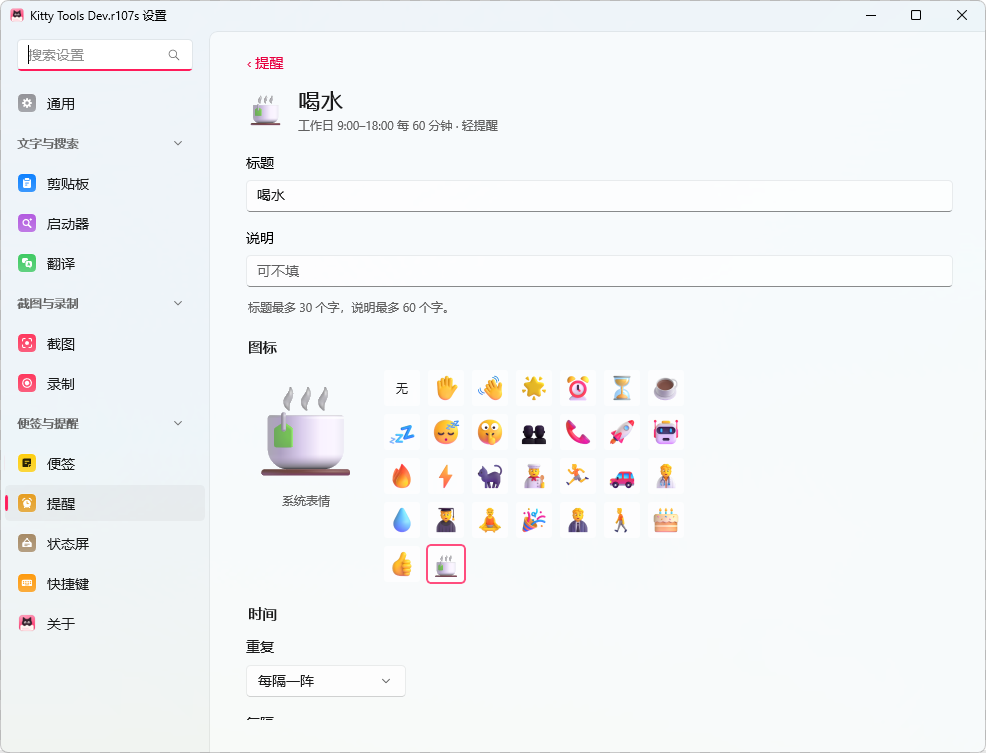 Kitty Tools Dev.r107s 设置
搜索设置
通用
文字与搜索
剪贴板
启动器
翻译
截图与录制
截图
录制
便签与提醒
便签
提醒
状态屏
快捷键
关于
‹ 提醒
喝水
工作日 9:00–18:00 每 60 分钟 · 轻提醒
标题
喝水
说明
可不填
标题最多 30 个字，说明最多 60 个字。
图标
无
系统表情
时间
重复
每隔一阵